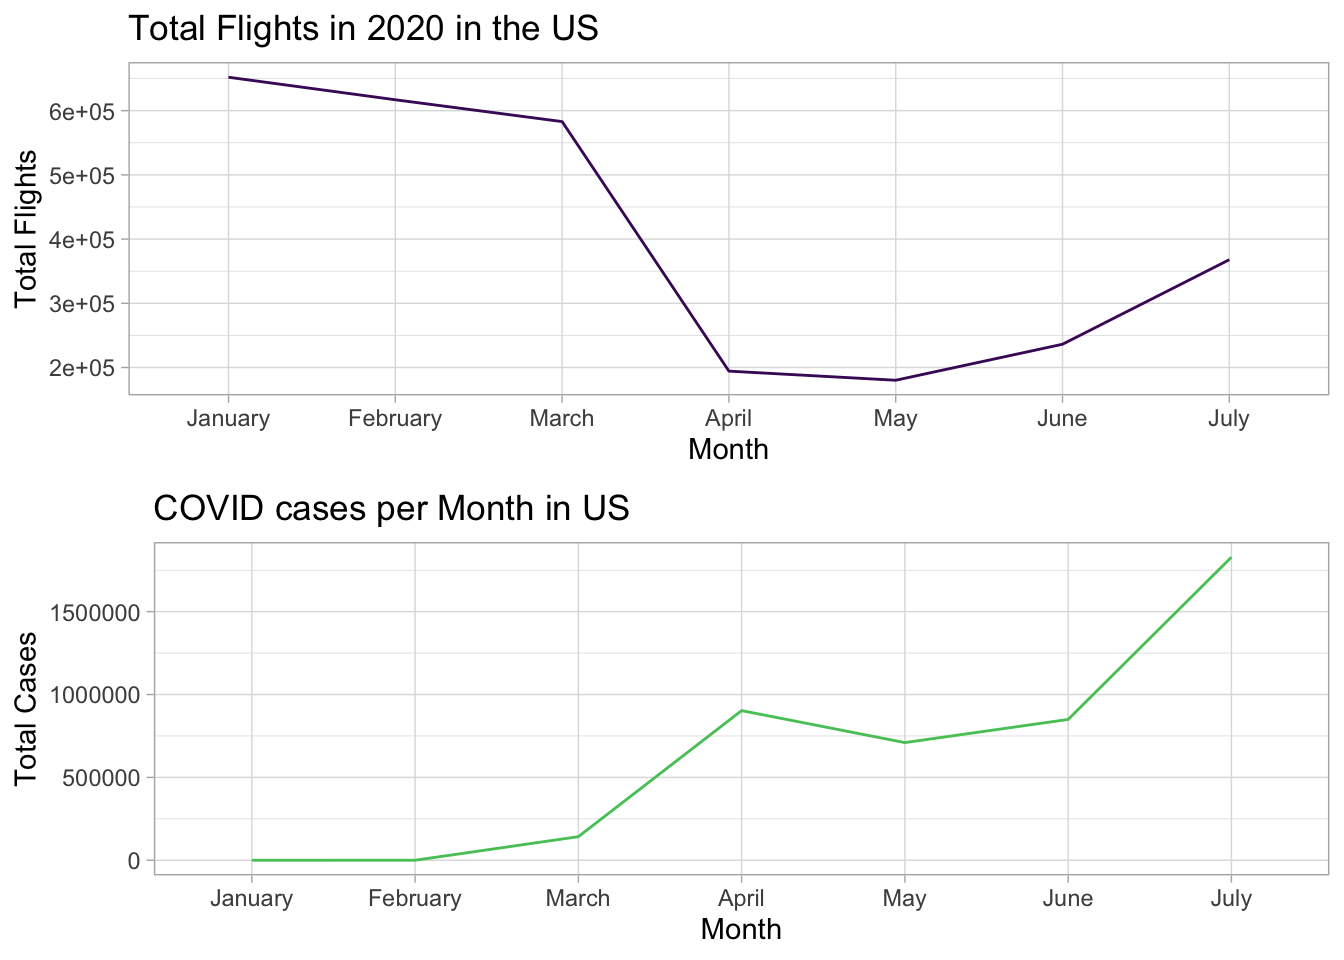 Total Flights in 2020 in the US
Total Flights
6e+05
5e+05
4e+05
3e+05
2e+05
January February March April May June July
Month
COVID cases per Month in US
Total Cases
1500000
1000000
500000
0
January February March April May June July
Month